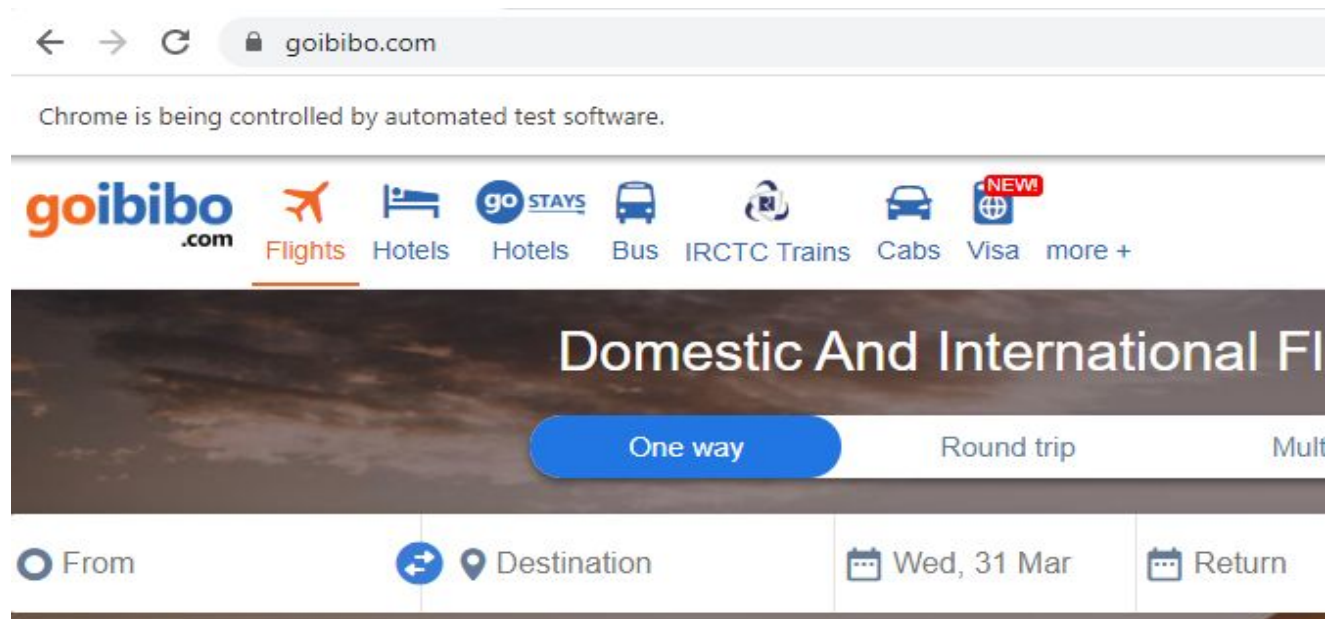 goibibo.com
Chrome is being controlled by automated test software.
goibibo
.com
go STAYS
NEW!
Flights Hotels Hotels Bus IRCTC Trains Cabs Visa more +
Domestic And International Fl
One way Round trip Mult
From Destination Wed, 31 Mar Return